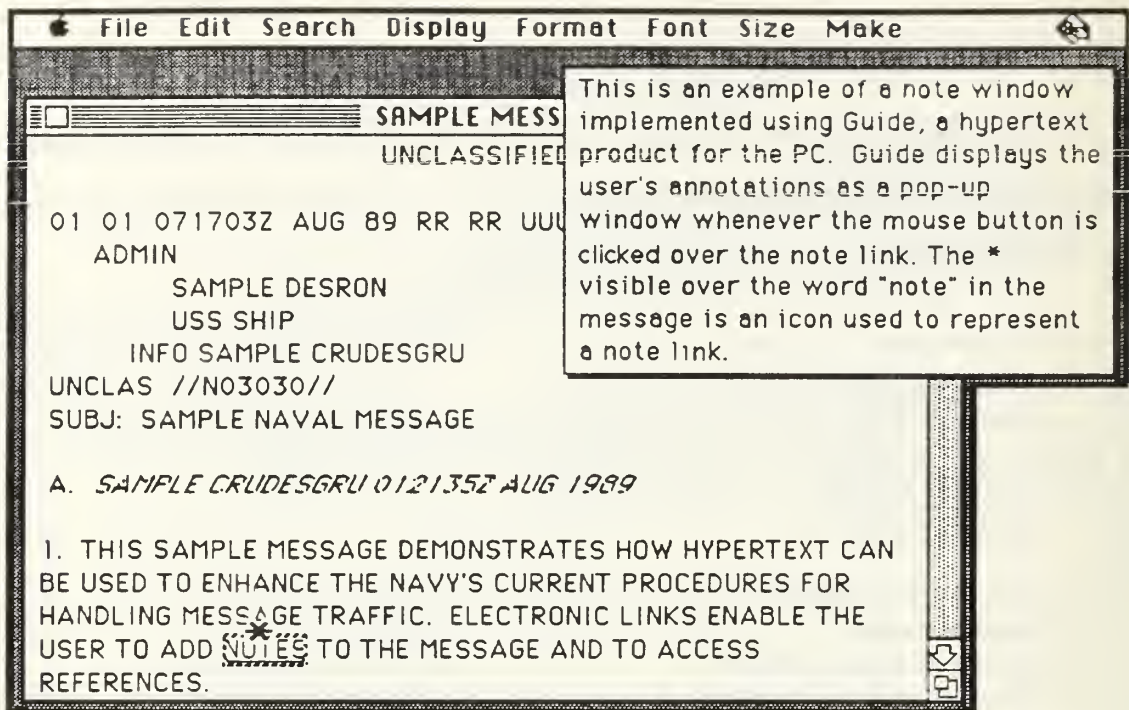 File Edit Search Display Format Font Size Make
SAMPLE MESS
UNCLASSIFIED
01 01 071703Z AUG 89 RR RR UUU
ADMIN
SAMPLE DESRON
USS SHIP
INFO SAMPLE CRUDESGRU
UNCLAS //N03030//
SUBJ: SAMPLE NAVAL MESSAGE
A. SAMPLE CRUDESGRU 012135Z AUG 1989
1. THIS SAMPLE MESSAGE DEMONSTRATES HOW HYPERTEXT CAN
BE USED TO ENHANCE THE NAVY'S CURRENT PROCEDURES FOR
HANDLING MESSAGE TRAFFIC. ELECTRONIC LINKS ENABLE THE
USER TO ADD NOTES TO THE MESSAGE AND TO ACCESS
REFERENCES.
This is an example of a note window
implemented using Guide, a hypertext
product for the PC. Guide displays the
user's annotations as a pop-up
window whenever the mouse button is
clicked over the note link. The *
visible over the word "note" in the
message is an icon used to represent
a note link.